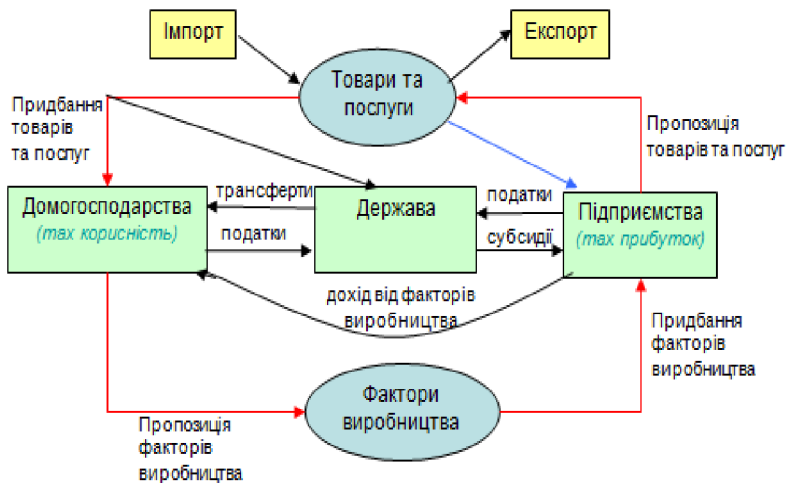 Імпорт
Експорт
Товари та
послуги
Придбання
товарів
та послуг
Пропозиція
товарів та послуг
Домогосподарства
(max корисність)
трансферти
податки
Держава
податки
субсидії
Підприємства
(max прибуток)
дохід від факторів
виробництва
Придбання
факторів
виробництва
Фактори
виробництва
Пропозиція
факторів
виробництва